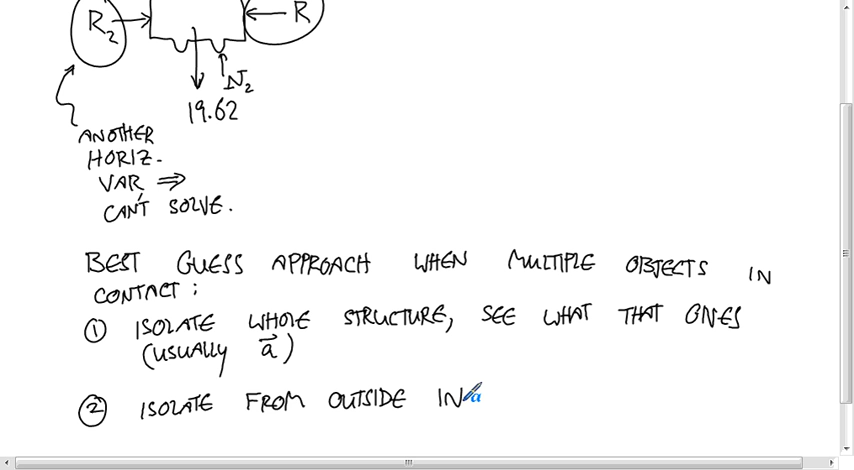 R₂ R
N₂
19.62
ANOTHER
HORIZ-
VAR ⇒
CAN'T SOLVE.
BEST GUESS APPROACH WHEN MULTIPLE OBJECTS IN
CONTACT:
① ISOLATE WHOLE STRUCTURE, SEE WHAT THAT GIVES
(USUALLY a⃗)
② ISOLATE FROM OUTSIDE IN